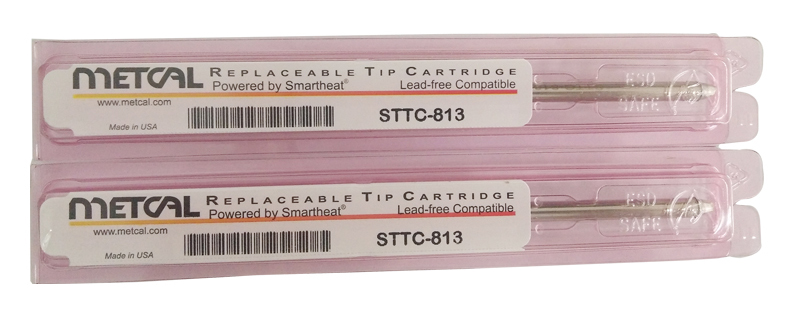 METCAL REPLACEABLE TIP CARTRIDGE
Powered by Smartheat® Lead-free Compatible
www.metcal.com
STTC-813
Made in USA
ESD
SAFE
METCAL REPLACEABLE TIP CARTRIDGE
Powered by Smartheat® Lead-free Compatible
www.metcal.com
STTC-813
Made in USA
ESD
SAFE